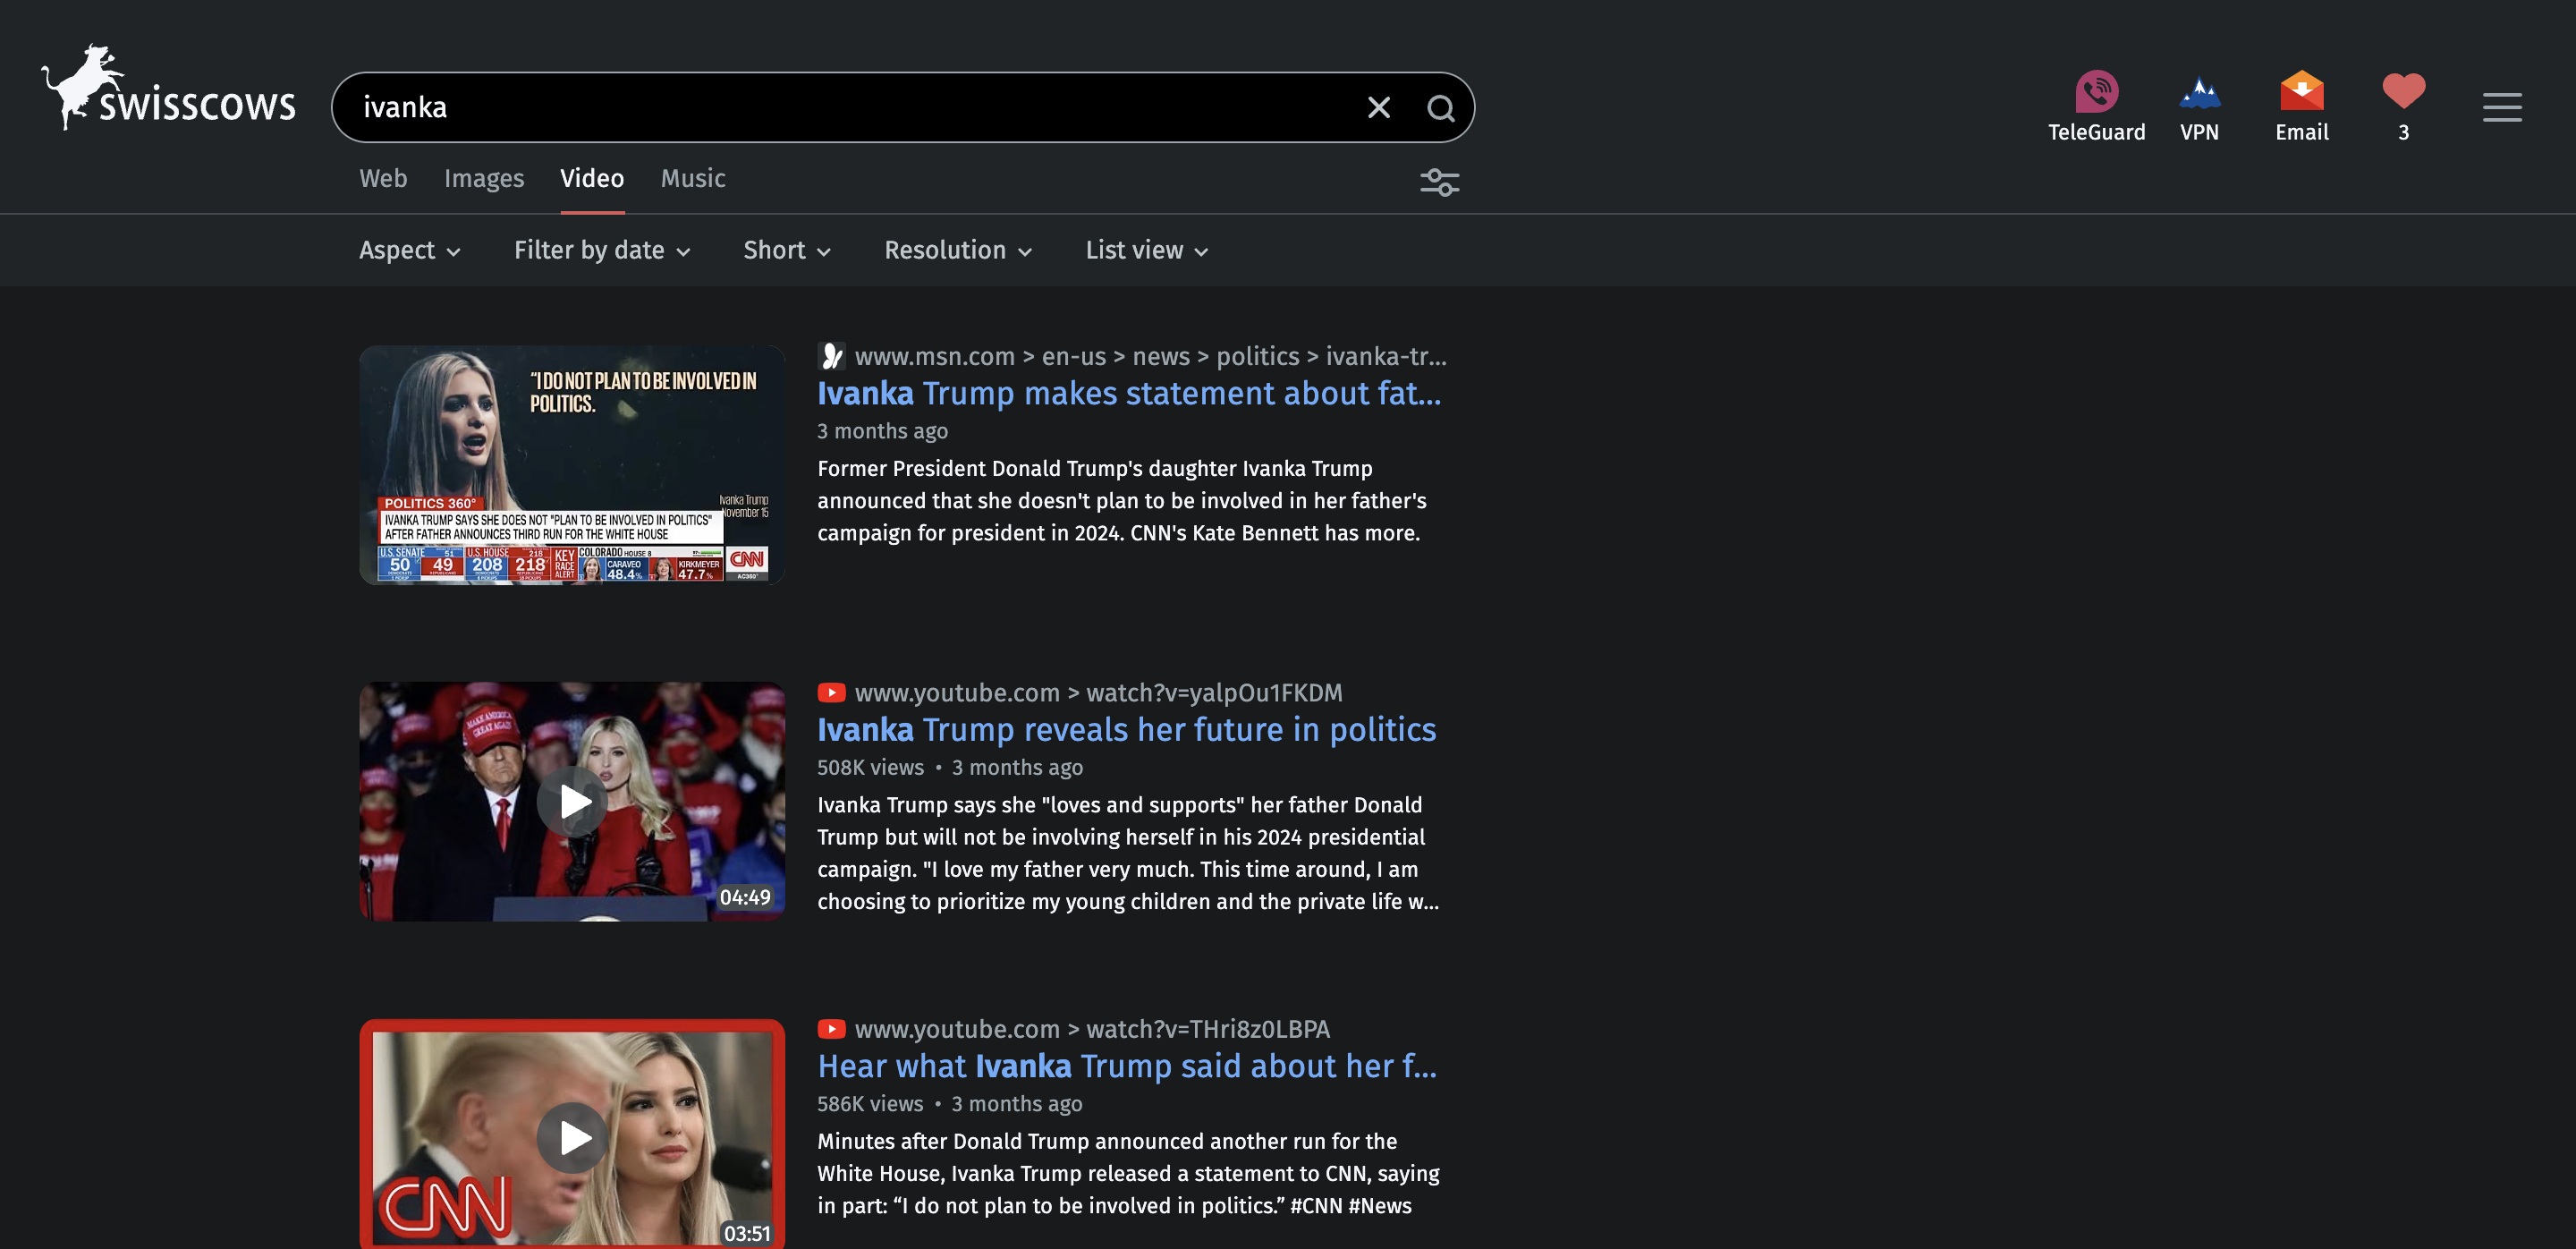 swisscows
ivanka
TeleGuard
VPN
Email
3
Web
Images
Video
Music
Aspect
Filter by date
Short
Resolution
List view
"I DO NOT PLAN TO BE INVOLVED IN
POLITICS.
Ivanka Trump
November 15
POLITICS 360°
IVANKA TRUMP SAYS SHE DOES NOT "PLAN TO BE INVOLVED IN POLITICS"
AFTER FATHER ANNOUNCES THIRD RUN FOR THE WHITE HOUSE
U.S. SENATE 51 U.S. HOUSE 218 KEY RACE ALERT COLORADO HOUSE 8
50 49 208 218 CARAVEO 48.4% KIRKMEYER 47.7%
CNN
AC360°
www.msn.com > en-us > news > politics > ivanka-tr...
Ivanka Trump makes statement about fat...
3 months ago
Former President Donald Trump's daughter Ivanka Trump
announced that she doesn't plan to be involved in her father's
campaign for president in 2024. CNN's Kate Bennett has more.
MAKE AMERICA
GREAT AGAIN
04:49
www.youtube.com > watch?v=yalpOu1FKDM
Ivanka Trump reveals her future in politics
508K views • 3 months ago
Ivanka Trump says she "loves and supports" her father Donald
Trump but will not be involving herself in his 2024 presidential
campaign. "I love my father very much. This time around, I am
choosing to prioritize my young children and the private life w...
CNN
03:51
www.youtube.com > watch?v=THri8z0LBPA
Hear what Ivanka Trump said about her f...
586K views • 3 months ago
Minutes after Donald Trump announced another run for the
White House, Ivanka Trump released a statement to CNN, saying
in part: “I do not plan to be involved in politics.” #CNN #News